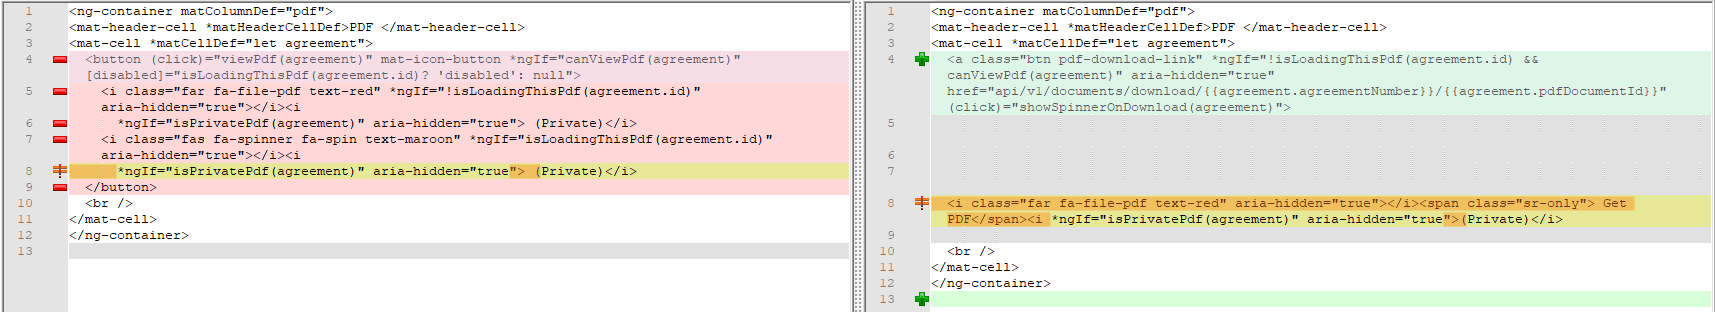 1 <ng-container matColumnDef="pdf">
2 <mat-header-cell *matHeaderCellDef>PDF </mat-header-cell>
3 <mat-cell *matCellDef="let agreement">
4 <button (click)="viewPdf(agreement)" mat-icon-button *ngIf="canViewPdf(agreement)"
[disabled]="isLoadingThisPdf(agreement.id)? 'disabled': null">
5 <i class="far fa-file-pdf text-red" *ngIf="!isLoadingThisPdf(agreement.id)"
aria-hidden="true"></i><i
6 *ngIf="isPrivatePdf(agreement)" aria-hidden="true"> (Private)</i>
7 <i class="fas fa-spinner fa-spin text-maroon" *ngIf="isLoadingThisPdf(agreement.id)"
aria-hidden="true"></i><i
8 *ngIf="isPrivatePdf(agreement)" aria-hidden="true"> (Private)</i>
9 </button>
10 <br />
11 </mat-cell>
12 </ng-container>
13
1 <ng-container matColumnDef="pdf">
2 <mat-header-cell *matHeaderCellDef>PDF </mat-header-cell>
3 <mat-cell *matCellDef="let agreement">
4 <a class="btn pdf-download-link" *ngIf="!isLoadingThisPdf(agreement.id) &&
canViewPdf(agreement)" aria-hidden="true"
href="api/v1/documents/download/{{agreement.agreementNumber}}/{{agreement.pdfDocumentId}}"
(click)="showSpinnerOnDownload(agreement)">
5
6
7
8 <i class="far fa-file-pdf text-red" aria-hidden="true"></i><span class="sr-only"> Get
PDF</span><i *ngIf="isPrivatePdf(agreement)" aria-hidden="true">(Private)</i>
9
10 <br />
11 </mat-cell>
12 </ng-container>
13